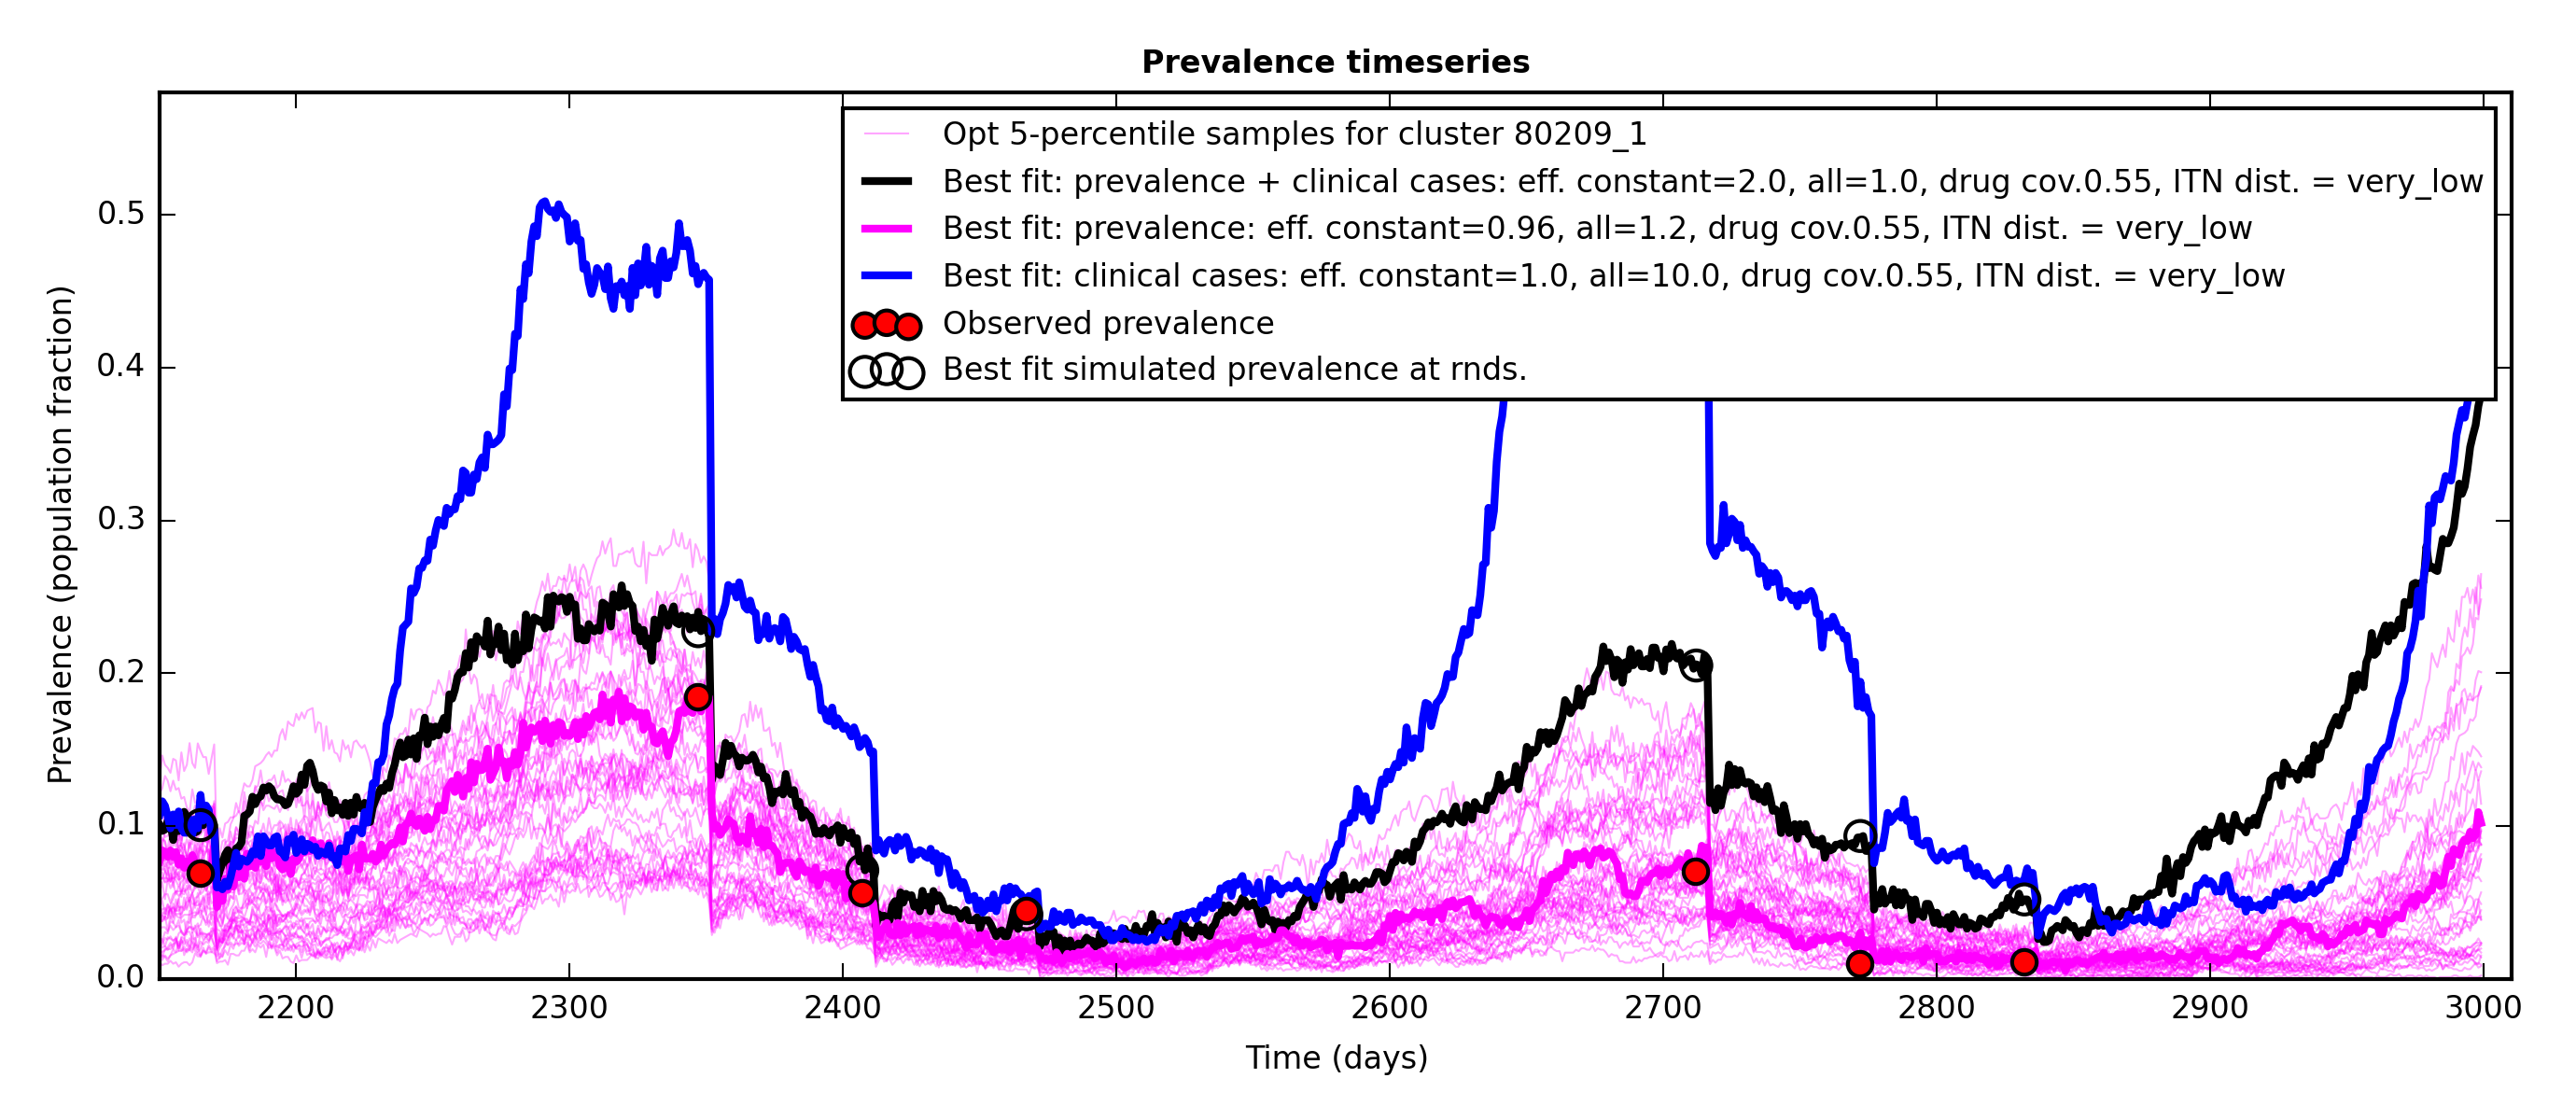 Prevalence timeseries
Opt 5-percentile samples for cluster 80209_1
Best fit: prevalence + clinical cases: eff. constant=2.0, all=1.0, drug cov.0.55, ITN dist. = very_low
Best fit: prevalence: eff. constant=0.96, all=1.2, drug cov.0.55, ITN dist. = very_low
Best fit: clinical cases: eff. constant=1.0, all=10.0, drug cov.0.55, ITN dist. = very_low
Observed prevalence
Best fit simulated prevalence at rnds.
Prevalence (population fraction)
0.5
0.4
0.3
0.2
0.1
0.0
2200 2300 2400 2500 2600 2700 2800 2900 3000
Time (days)